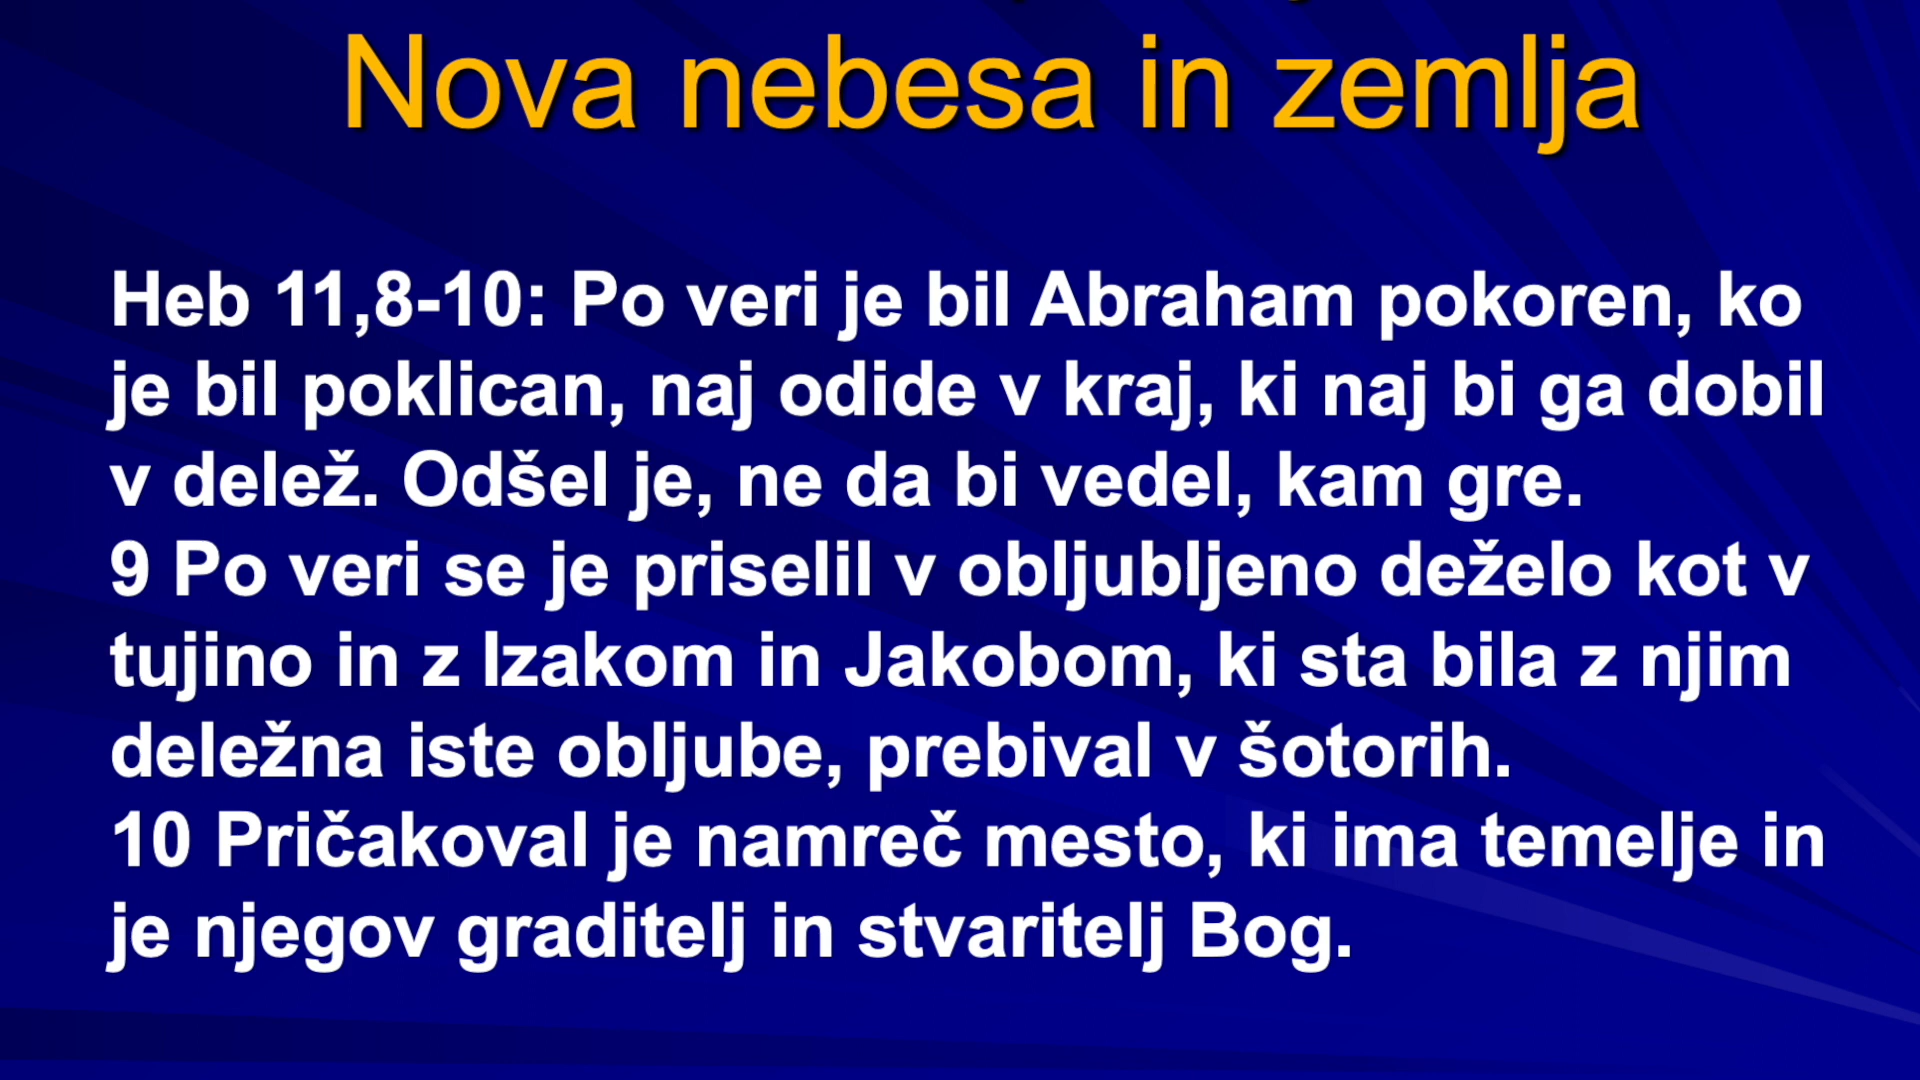 Nova nebesa in zemlja
Heb 11,8-10: Po veri je bil Abraham pokoren, ko
je bil poklican, naj odide v kraj, ki naj bi ga dobil
v delež. Odšel je, ne da bi vedel, kam gre.
9 Po veri se je priselil v obljubljeno deželo kot v
tujino in z Izakom in Jakobom, ki sta bila z njim
deležna iste obljube, prebival v šotorih.
10 Pričakoval je namreč mesto, ki ima temelje in
je njegov graditelj in stvaritelj Bog.